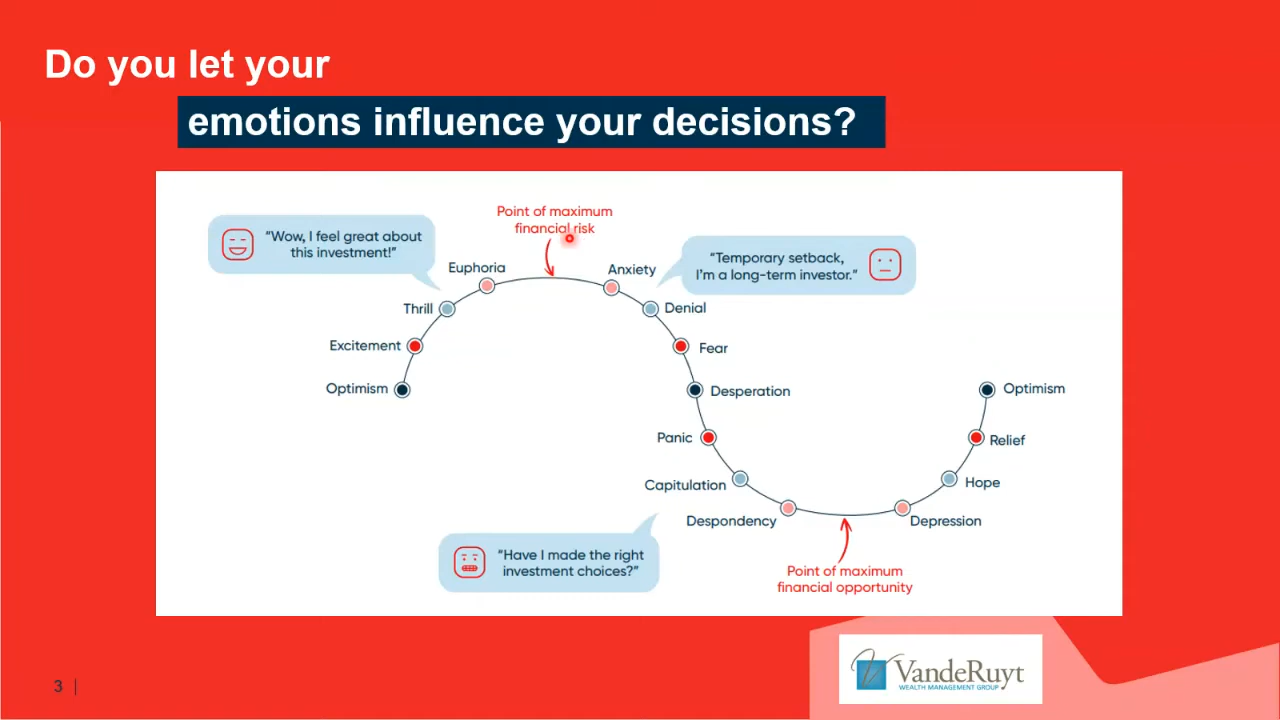 Do you let your
emotions influence your decisions?
Point of maximum
financial risk
"Wow, I feel great about
this investment!"
"Temporary setback,
I'm a long-term investor."
Euphoria
Anxiety
Thrill
Denial
Excitement
Fear
Optimism
Desperation
Optimism
Panic
Relief
Capitulation
Hope
Despondency
Depression
"Have I made the right
investment choices?"
Point of maximum
financial opportunity
VandeRuyt
WEALTH MANAGEMENT GROUP
3 |